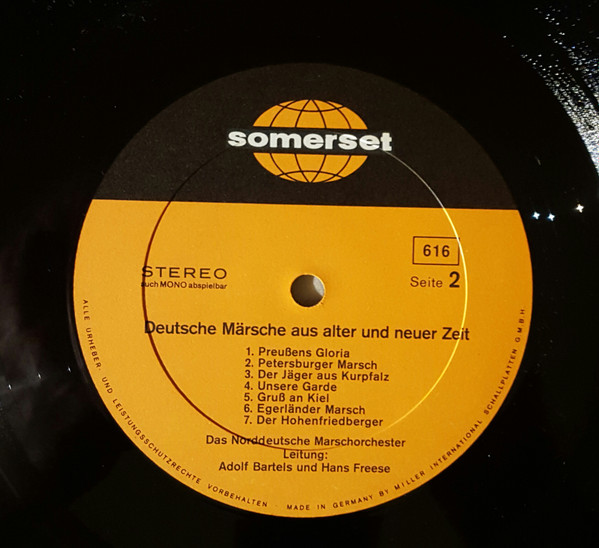 somerset
616
STEREO
auch MONO abspielbar
Seite 2
Deutsche Märsche aus alter und neuer Zeit
1. Preußens Gloria
2. Petersburger Marsch
3. Der Jäger aus Kurpfalz
4. Unsere Garde
5. Gruß an Kiel
6. Egerländer Marsch
7. Der Hohenfriedberger
Das Norddeutsche Marschorchester
Leitung:
Adolf Bartels und Hans Freese
ALLE URHEBER- UND LEISTUNGSSCHUTZRECHTE VORBEHALTEN · MADE IN GERMANY BY MILLER INTERNATIONAL SCHALLPLATTEN G.M.B.H.